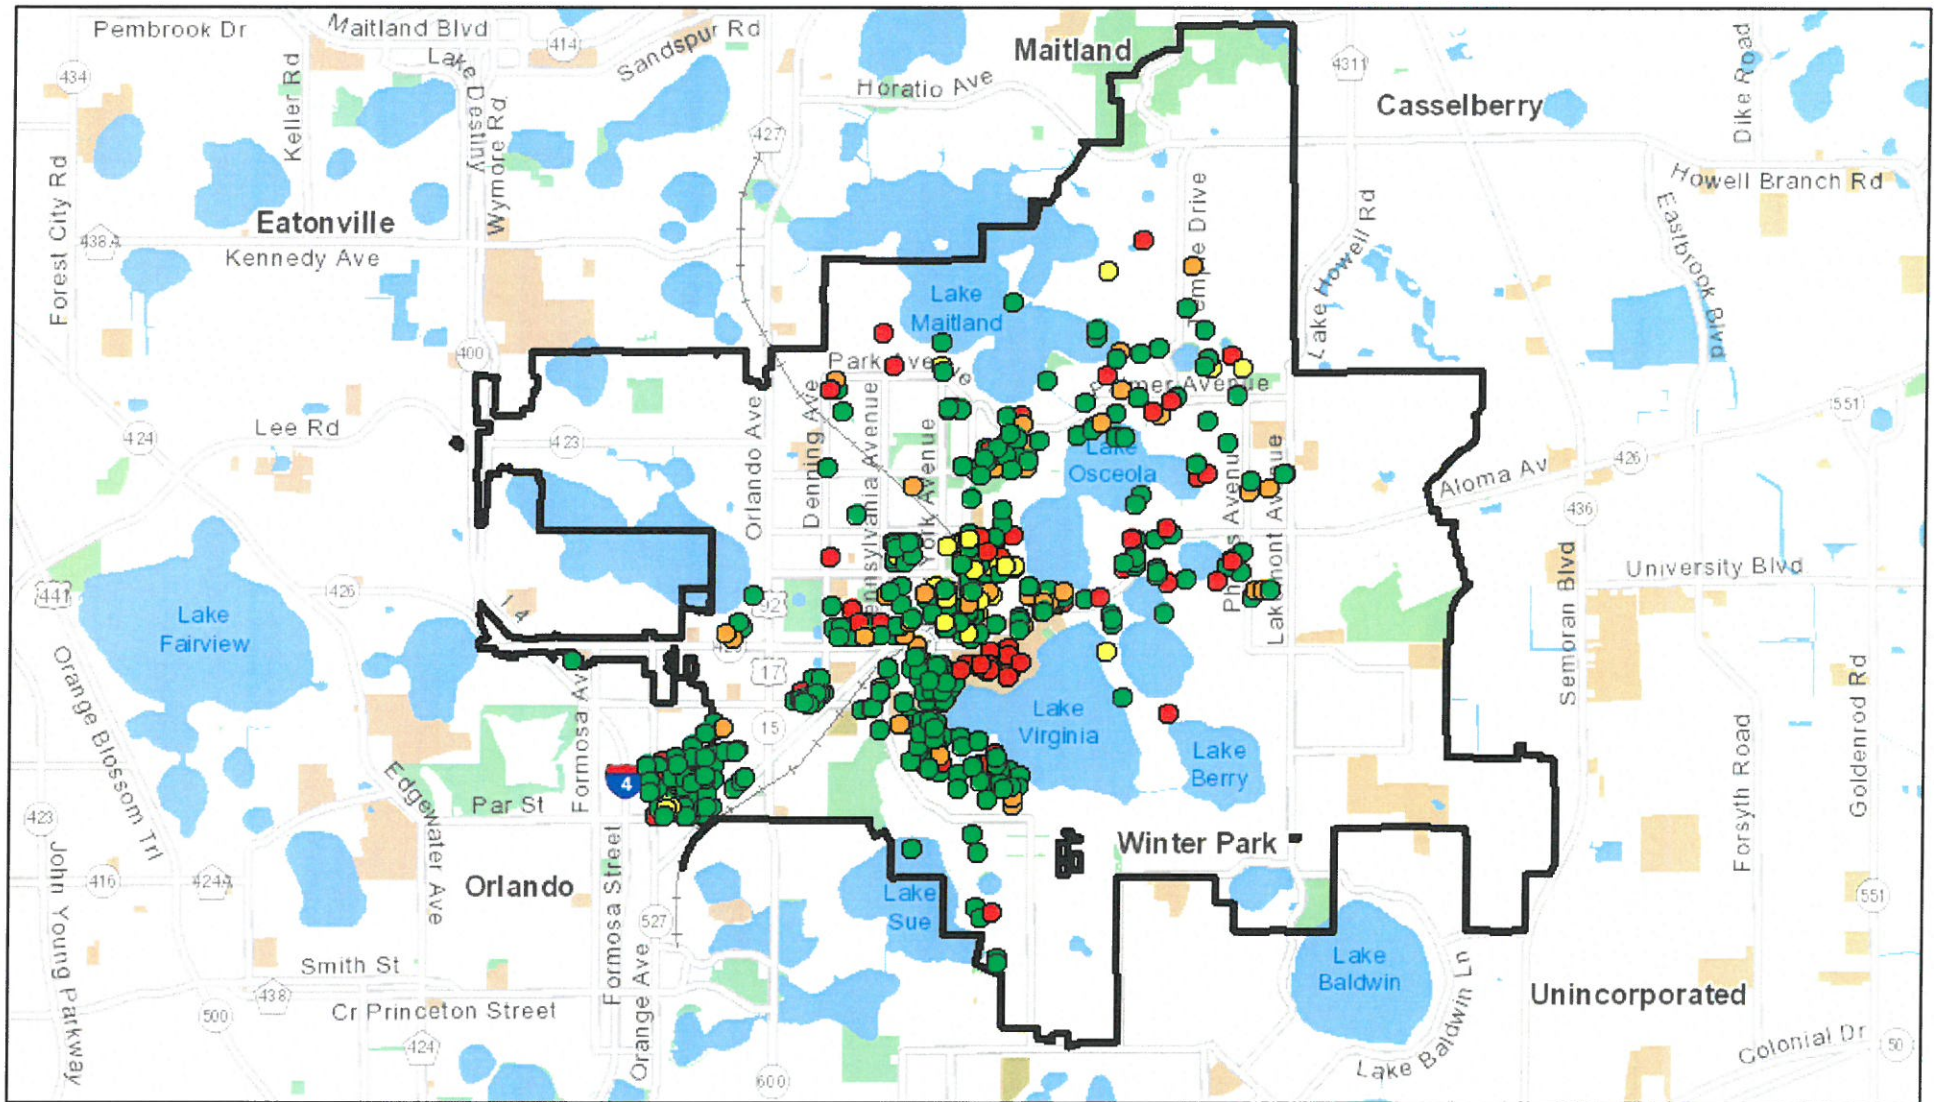 Pembrook Dr
Maitland Blvd
414
Sandspur Rd
Maitland
4311
Dike Road
434
Keller Rd
Lake Destiny
Wymore Rd
Horatio Ave
Casselberry
427
Forest City Rd
Howell Branch Rd
438A
Eatonville
Kennedy Ave
Temple Drive
Lake Howell Rd
Eastbrook Blvd
Lake
Maitland
400
Park Ave
Avenue
551
424
Lee Rd
423
Orlando Ave
Denning Ave
Pennsylvania Avenue
York Avenue
Lake
Osceola
Lakemont Avenue
Aloma Av
426
436
441
Lake
Fairview
426
I 4
92
University Blvd
Semoran Blvd
17
Orange Blossom Trl
Formosa Ave
15
Lake
Virginia
Lake
Berry
Forsyth Road
Goldenrod Rd
4
Par St
Edgewater Ave
423
John Young Parkway
416
424A
Orlando
Formosa Street
527
Winter Park
Lake
Sue
551
Lake
Baldwin
Lake Baldwin Ln
Unincorporated
Smith St
438
500
Cr Princeton Street
Orange Ave
424
600
Colonial Dr
50